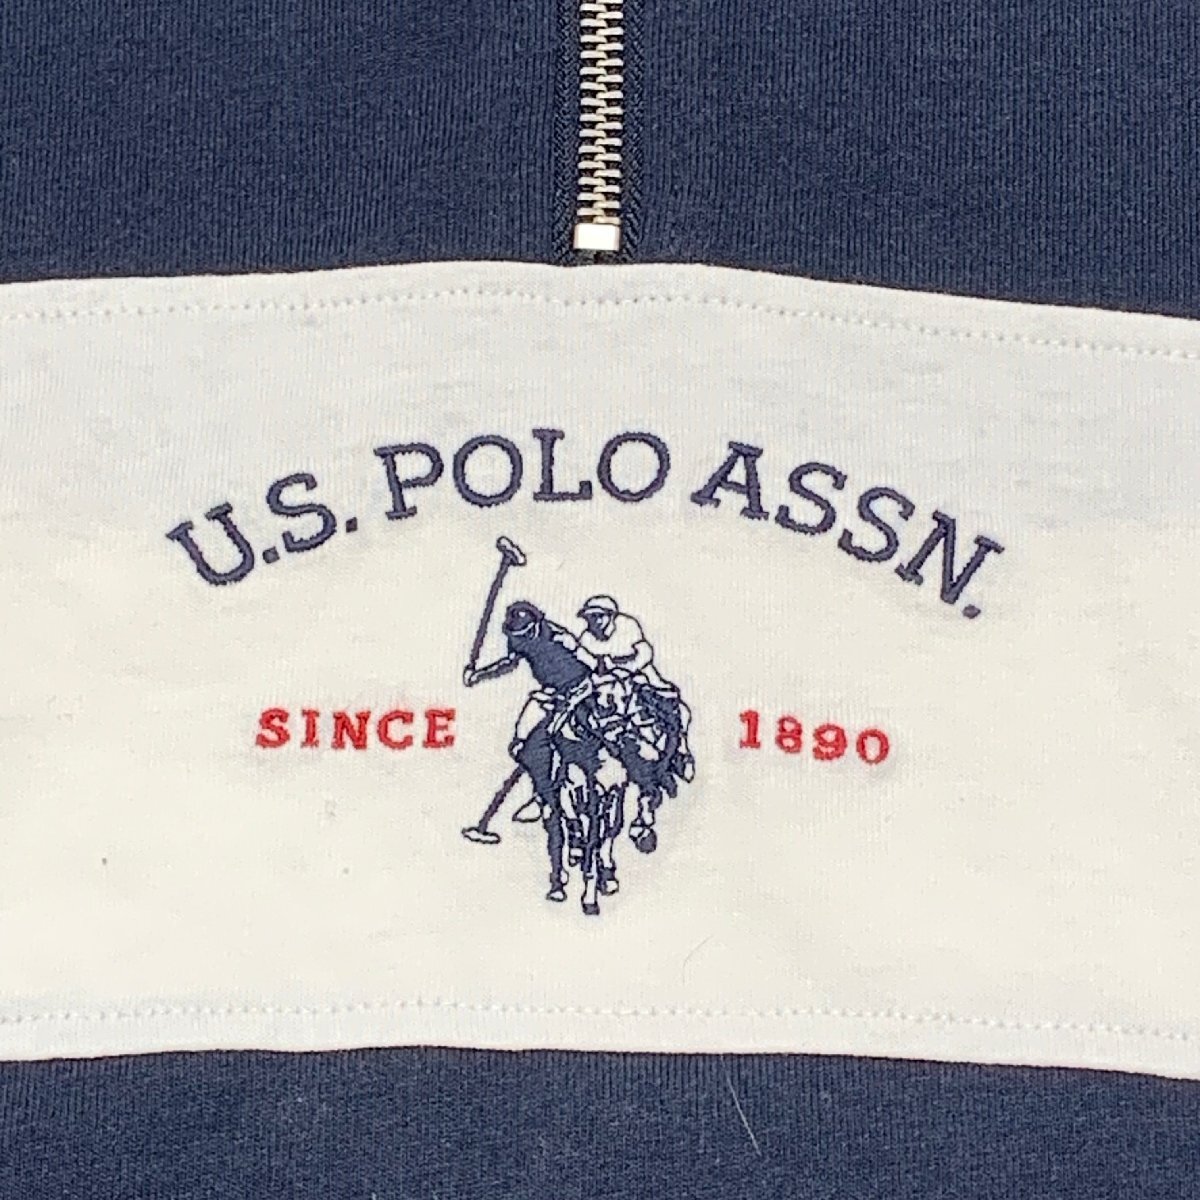 U.S. POLO ASSN.
SINCE 1890